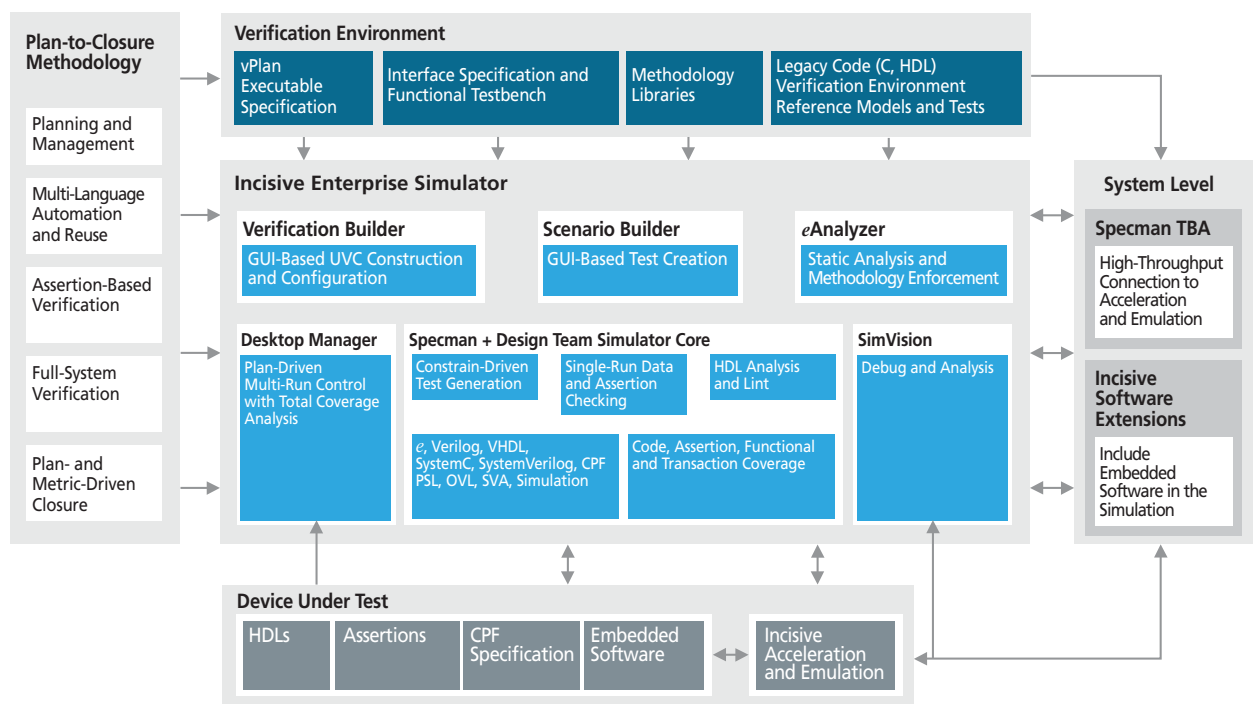 Plan-to-Closure
Methodology
Planning and
Management
Multi-Language
Automation
and Reuse
Assertion-Based
Verification
Full-System
Verification
Plan- and
Metric-Driven
Closure
Verification Environment
vPlan
Executable
Specification
Interface Specification and
Functional Testbench
Methodology
Libraries
Legacy Code (C, HDL)
Verification Environment
Reference Models and Tests
Incisive Enterprise Simulator
Verification Builder
GUI-Based UVC Construction
and Configuration
Scenario Builder
GUI-Based Test Creation
eAnalyzer
Static Analysis and
Methodology Enforcement
Desktop Manager
Plan-Driven
Multi-Run Control
with Total Coverage
Analysis
Specman + Design Team Simulator Core
Constrain-Driven
Test Generation
Single-Run Data
and Assertion
Checking
HDL Analysis
and Lint
e, Verilog, VHDL,
SystemC, SystemVerilog, CPF
PSL, OVL, SVA, Simulation
Code, Assertion, Functional
and Transaction Coverage
SimVision
Debug and Analysis
System Level
Specman TBA
High-Throughput
Connection to
Acceleration
and Emulation
Incisive
Software
Extensions
Include
Embedded
Software in the
Simulation
Device Under Test
HDLs
Assertions
CPF
Specification
Embedded
Software
Incisive
Acceleration
and Emulation